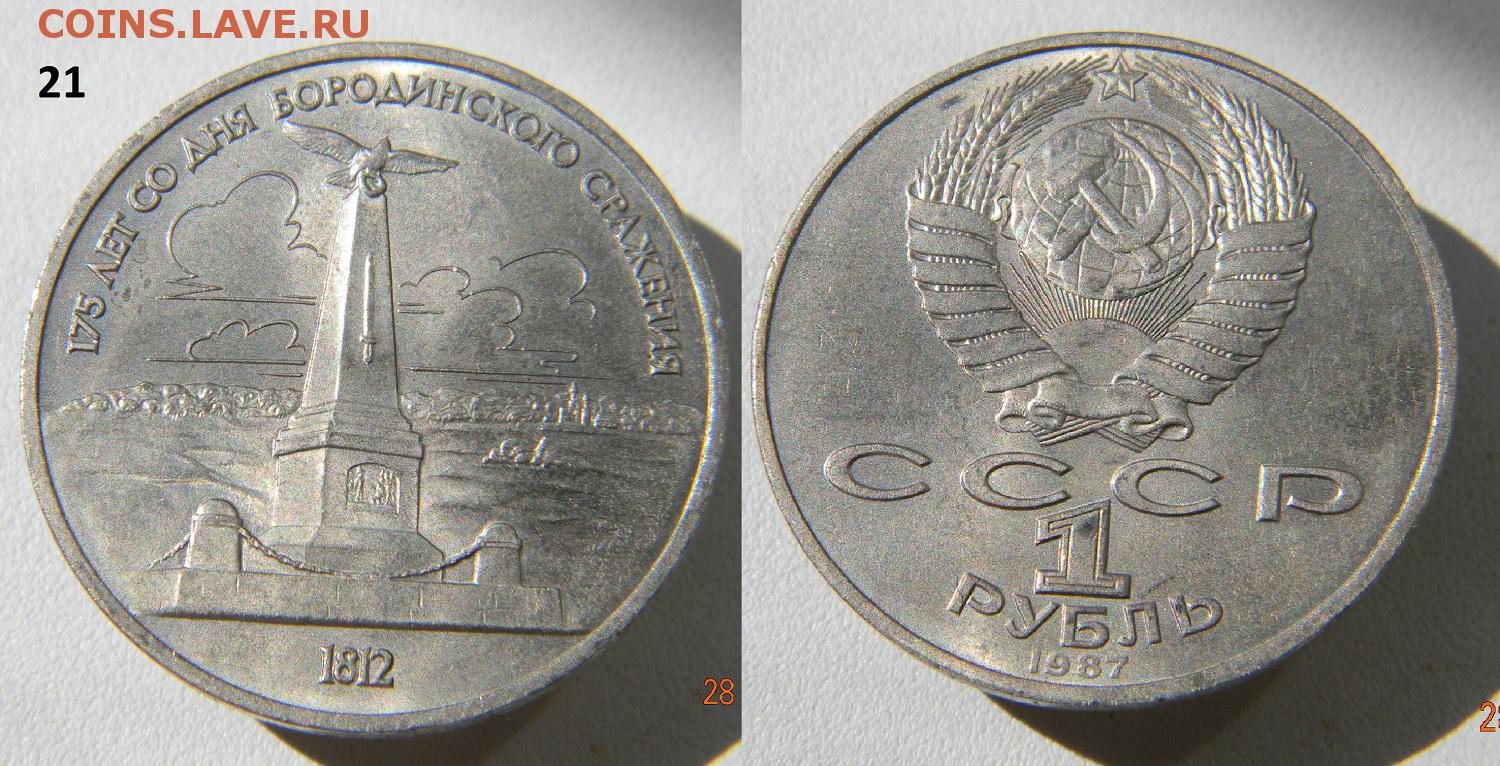 COINS.LAVE.RU
21
175 ЛЕТ СО ДНЯ БОРОДИНСКОГО СРАЖЕНИЯ
1812
28
СССР
1
РУБЛЬ
1987